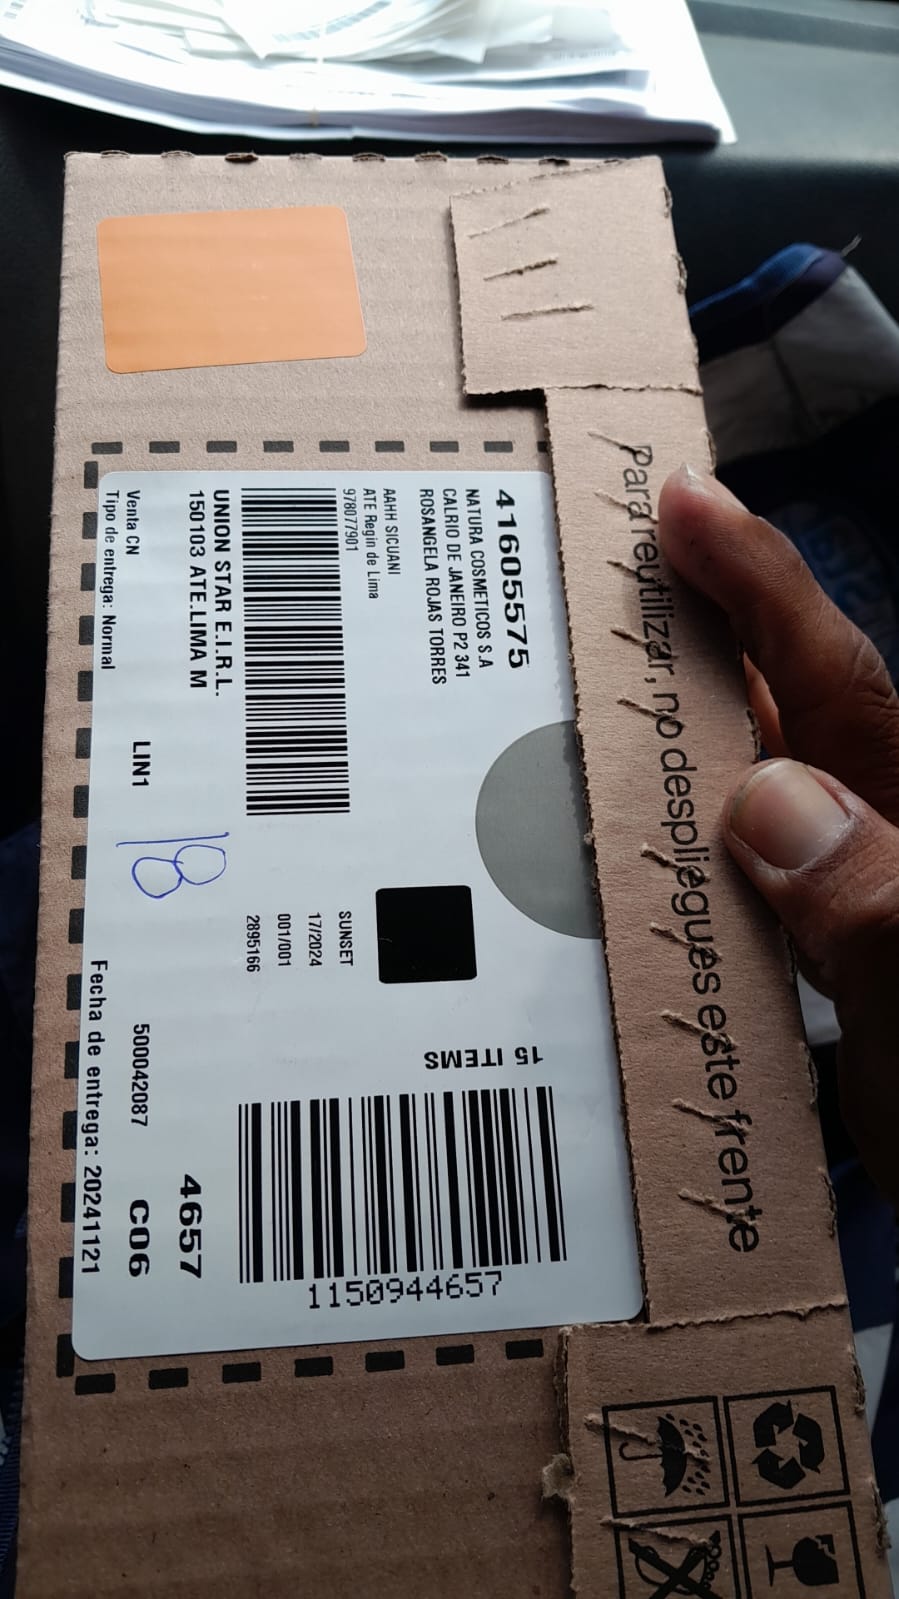 41605575
NATURA COSMETICOS S.A
CALRIO DE JANEIRO P2 341
ROSANGELA ROJAS TORRES
AAHH SICUANI
ATE Regin de Lima
978077901
UNION STAR E.I.R.L.
150103 ATE.LIMA M
Venta CN
Tipo de entrega: Normal
LIN1
18
SUNSET
17/2024
001/001
2895166
15 ITEMS
1150944657
4657
500042087
C06
Fecha de entrega: 20241121
Para reutilizar, no despliegues este frente